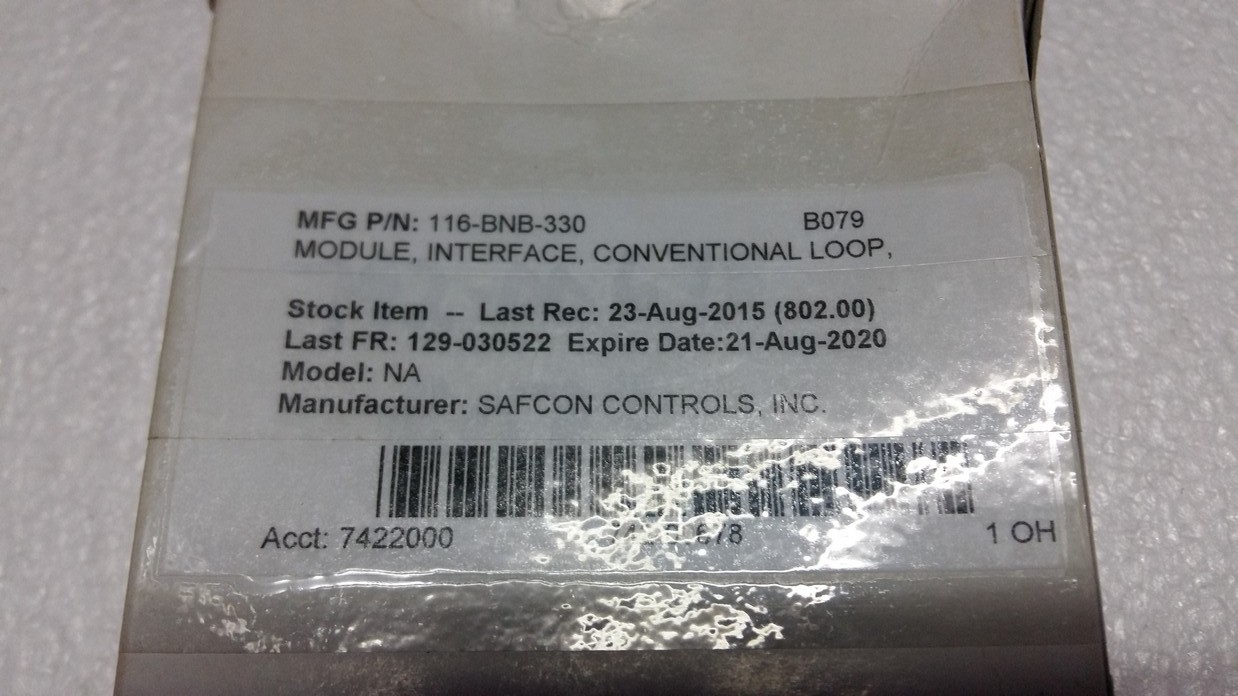 MFG P/N: 116-BNB-330 B079
MODULE, INTERFACE, CONVENTIONAL LOOP,
Stock Item -- Last Rec: 23-Aug-2015 (802.00)
Last FR: 129-030522 Expire Date:21-Aug-2020
Model: NA
Manufacturer: SAFCON CONTROLS, INC.
Acct: 7422000 1 OH